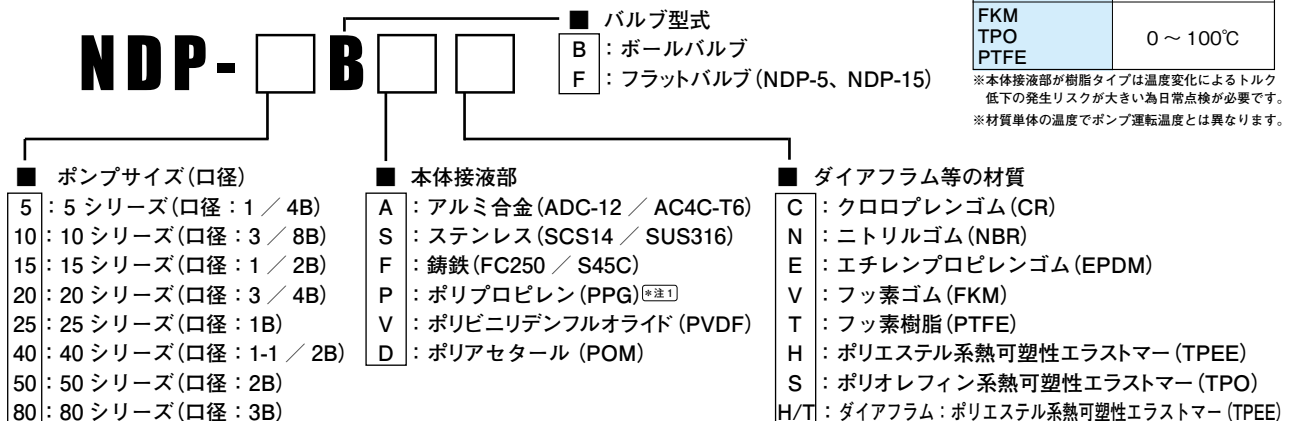 NDP-□B□□
■ バルブ型式
B：ボールバルブ
F：フラットバルブ（NDP-5、NDP-15）
FKM
TPO
PTFE
0～100℃
※本体接液部が樹脂タイプは温度変化によるトルク
低下の発生リスクが大きい為日常点検が必要です。
※材質単体の温度でポンプ運転温度とは異なります。
■ ポンプサイズ（口径）
5：5シリーズ（口径：1／4B）
10：10シリーズ（口径：3／8B）
15：15シリーズ（口径：1／2B）
20：20シリーズ（口径：3／4B）
25：25シリーズ（口径：1B）
40：40シリーズ（口径：1-1／2B）
50：50シリーズ（口径：2B）
80：80シリーズ（口径：3B）
■ 本体接液部
A：アルミ合金（ADC-12／AC4C-T6）
S：ステンレス（SCS14／SUS316）
F：鋳鉄（FC250／S45C）
P：ポリプロピレン（PPG）*注1
V：ポリビニリデンフルオライド（PVDF）
D：ポリアセタール（POM）
■ ダイアフラム等の材質
C：クロロプレンゴム（CR）
N：ニトリルゴム（NBR）
E：エチレンプロピレンゴム（EPDM）
V：フッ素ゴム（FKM）
T：フッ素樹脂（PTFE）
H：ポリエステル系熱可塑性エラストマー（TPEE）
S：ポリオレフィン系熱可塑性エラストマー（TPO）
H/T：ダイアフラム：ポリエステル系熱可塑性エラストマー（TPEE）